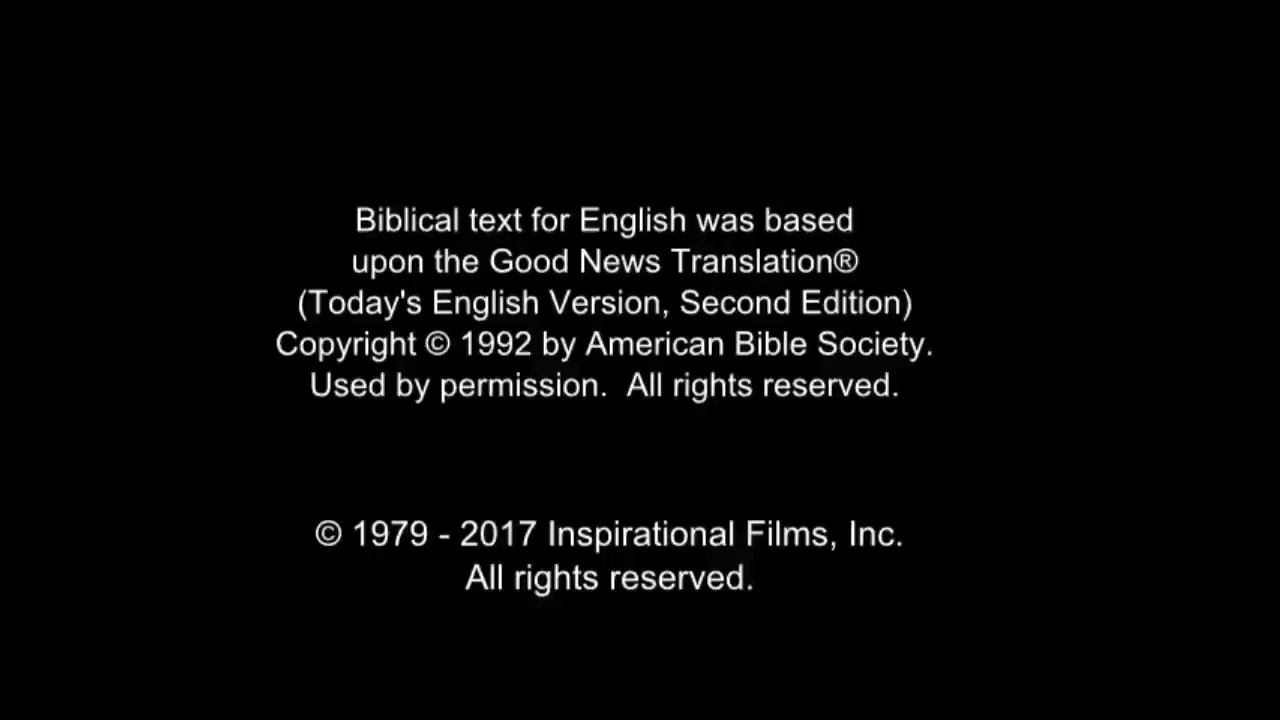 Biblical text for English was based
upon the Good News Translation®
(Today's English Version, Second Edition)
Copyright © 1992 by American Bible Society.
Used by permission.  All rights reserved.
© 1979 - 2017 Inspirational Films, Inc.
All rights reserved.